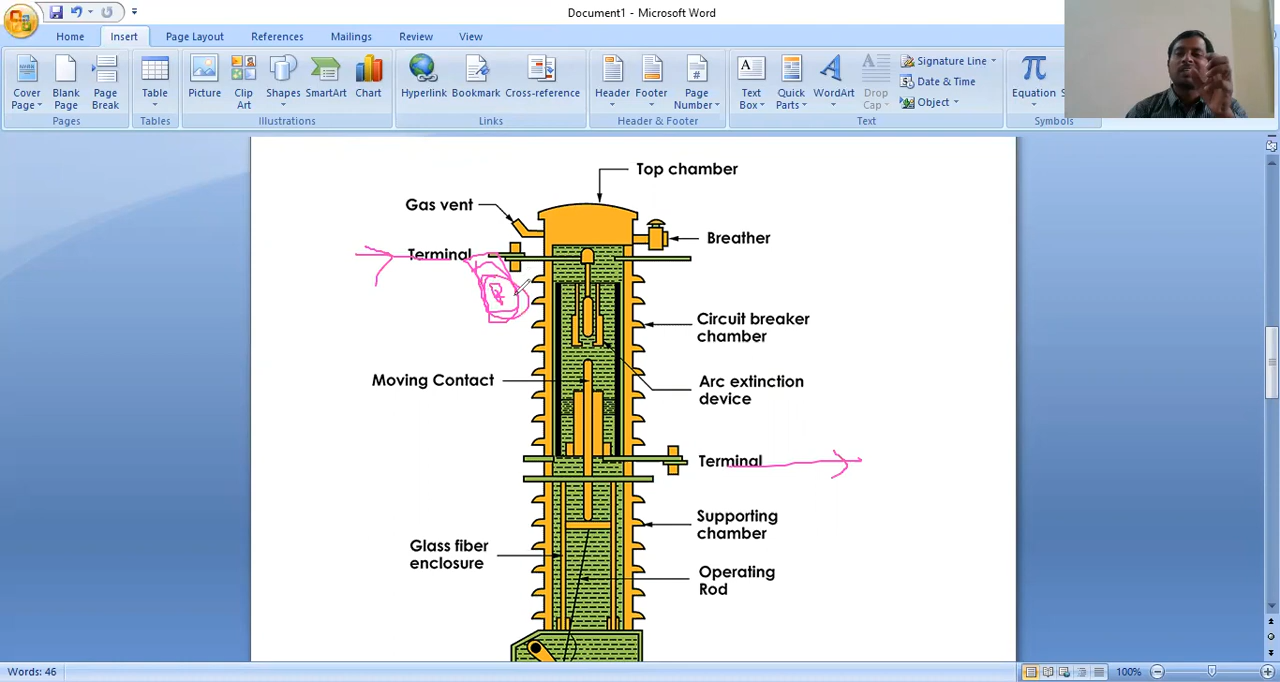 Document1 - Microsoft Word
Home Insert Page Layout References Mailings Review View
Cover Page Blank Page Page Break Table Picture Clip Art Shapes SmartArt Chart Hyperlink Bookmark Cross-reference Header Footer Page Number Text Box Quick Parts WordArt Drop Cap Signature Line Date & Time Object Equation
Pages Tables Illustrations Links Header & Footer Text Symbols
Top chamber
Gas vent
Breather
Terminal
R
Circuit breaker
chamber
Moving Contact
Arc extinction
device
Terminal
Supporting
chamber
Glass fiber
enclosure
Operating
Rod
Words: 46
100%